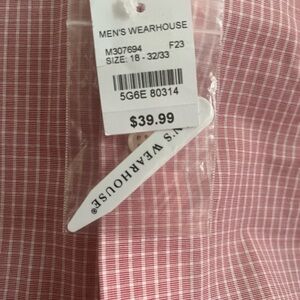 MEN'S WEARHOUSE
M307694 F23
SIZE: 18 - 32/33
5G6E 80314
$39.99
N'S WEARHOUSE®